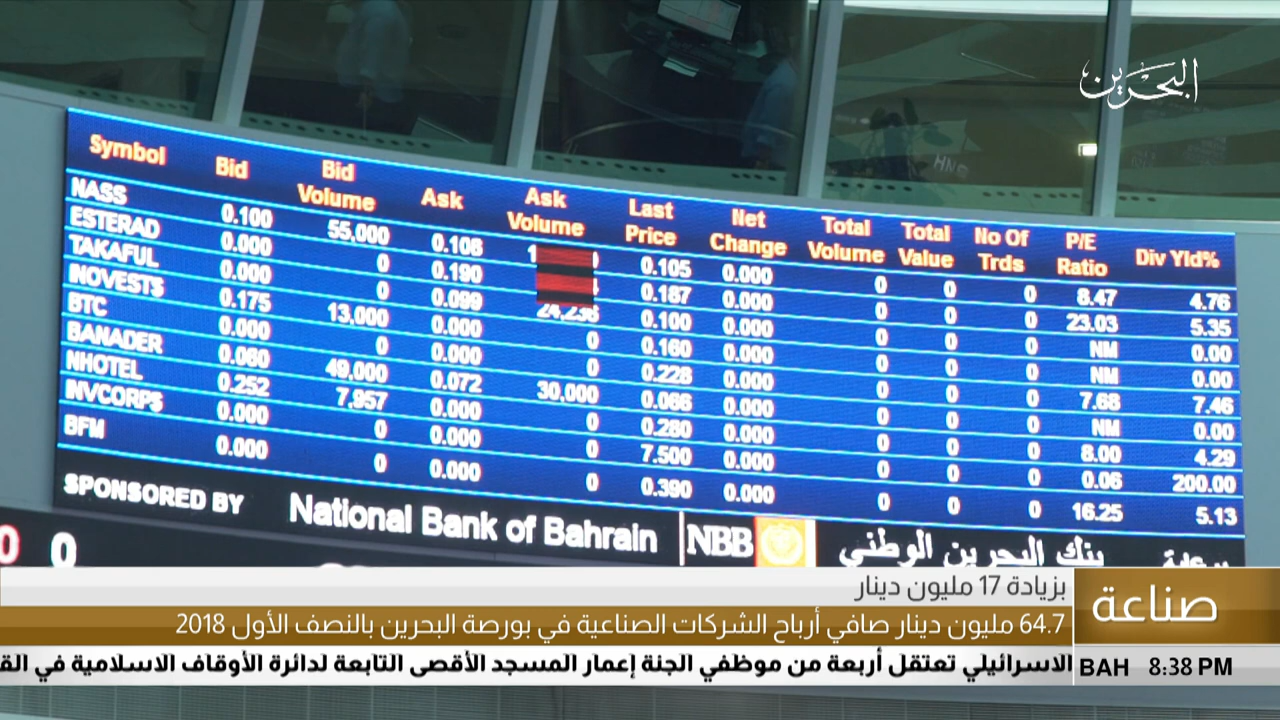 البحرين
Symbol Bid Bid Volume Ask Ask Volume Last Price Net Change Total Volume Total Value No Of Trds P/E Ratio Div Yld%
NASS 0.100 55,000 0.106 0.105 0.000 0 0 0 8.47 4.76
ESTERAD 0.000 0 0.190 0.187 0.000 0 0 0 23.03 5.35
TAKAFUL 0.000 0 0.099 24,236 0.100 0.000 0 0 0 NM 0.00
INOVEST$ 0.175 13,000 0.000 0 0.160 0.000 0 0 0 NM 0.00
BTC 0.000 0 0.000 0 0.228 0.000 0 0 0 7.68 7.46
BANADER 0.060 49,000 0.072 30,000 0.066 0.000 0 0 0 NM 0.00
NHOTEL 0.252 7,957 0.000 0 0.280 0.000 0 0 0 8.00 4.29
INVCORP$ 0.000 0 0.000 0 7.500 0.000 0 0 0 0.06 200.00
BFM 0.000 0 0.000 0 0.390 0.000 0 0 0 16.25 5.13
SPONSORED BY National Bank of Bahrain NBB بنك البحرين الوطني برعاية
0 0
صناعة
بزيادة 17 مليون دينار
64.7 مليون دينار صافي أرباح الشركات الصناعية في بورصة البحرين بالنصف الأول 2018
الاسرائيلي تعتقل أربعة من موظفي الجنة إعمار المسجد الأقصى التابعة لدائرة الأوقاف الاسلامية في
BAH 8:38 PM